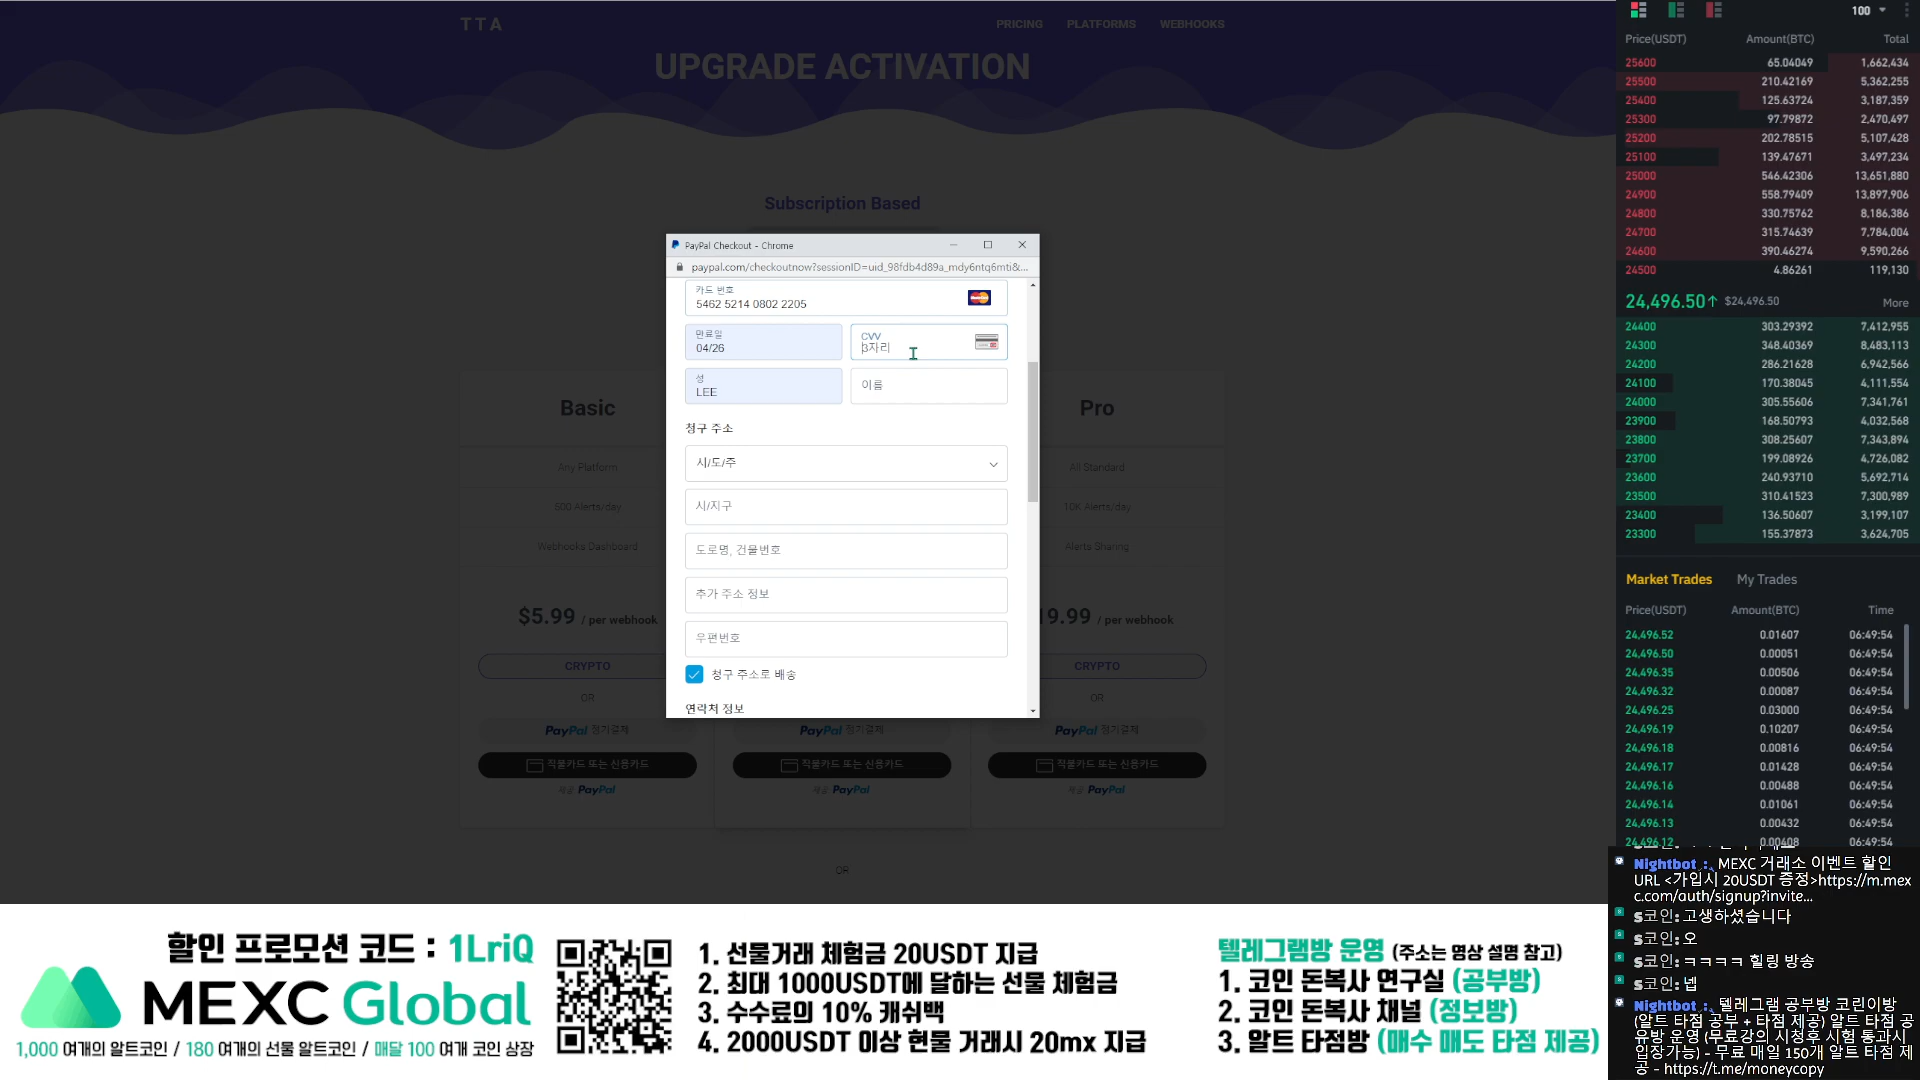 TTA
PRICING
PLATFORMS
WEBHOOKS
UPGRADE ACTIVATION
Subscription Based
Basic
Any Platform
600 Alerts/day
Webhooks Dashboard
$5.99 / per webhook
CRYPTO
OR
PayPal 정기결제
직불카드 또는 신용카드
제공: PayPal
PayPal 정기결제
직불카드 또는 신용카드
제공: PayPal
Pro
All Standard
10K Alerts/day
Alerts Sharing
19.99 / per webhook
CRYPTO
OR
PayPal 정기결제
직불카드 또는 신용카드
제공: PayPal
OR
PayPal Checkout - Chrome
paypal.com/checkoutnow?sessionID=uid_98fdb4d89a_mdy6ntq6mti&...
카드 번호
[card number omitted]
만료일
[expiry date omitted]
CVV
3자리
성
LEE
이름
청구 주소
시/도/주
시/지구
도로명, 건물번호
추가 주소 정보
우편번호
청구 주소로 배송
연락처 정보
100
Price(USDT) Amount(BTC) Total
25600 65.04049 1,662,434
25500 210.42169 5,362,255
25400 125.63724 3,187,359
25300 97.79872 2,470,497
25200 202.78515 5,107,428
25100 139.47671 3,497,234
25000 546.42306 13,651,880
24900 558.79409 13,897,906
24800 330.75762 8,186,386
24700 315.74639 7,784,004
24600 390.46274 9,590,266
24500 4.86261 119,130
24,496.50↑ $24,496.50 More
24400 303.29392 7,412,955
24300 348.40369 8,483,113
24200 286.21628 6,942,566
24100 170.38045 4,111,554
24000 305.55606 7,341,761
23900 168.50793 4,032,568
23800 308.25607 7,343,894
23700 199.08926 4,726,082
23600 240.93710 5,692,714
23500 310.41523 7,300,989
23400 136.50607 3,199,107
23300 155.37873 3,624,705
Market Trades My Trades
Price(USDT) Amount(BTC) Time
24,496.52 0.01607 06:49:54
24,496.50 0.00051 06:49:54
24,496.35 0.00506 06:49:54
24,496.32 0.00087 06:49:54
24,496.25 0.03000 06:49:54
24,496.19 0.10207 06:49:54
24,496.18 0.00816 06:49:54
24,496.17 0.01428 06:49:54
24,496.16 0.00488 06:49:54
24,496.14 0.01061 06:49:54
24,496.13 0.00432 06:49:54
24,496.12 0.00408 06:49:54
Nightbot : MEXC 거래소 이벤트 할인
URL <가입시 20USDT 증정>https://m.mex
c.com/auth/signup?invite...
S코인: 고생하셨습니다
S코인: 오
S코인: ㅋㅋㅋㅋ 힐링 방송
S코인: 넵
Nightbot : 텔레그램 공부방 코린이방
(알트 타점 공부 + 타점 제공) 알트 타점 공
유방 운영 (무료강의 시청후 시험 통과시
입장가능) - 무료 매일 150개 알트 타점 제
공 - https://t.me/moneycopy
할인 프로모션 코드 : 1LriQ
MEXC Global
1,000 여개의 알트코인 / 180 여개의 선물 알트코인 / 매달 100 여개 코인 상장
1. 선물거래 체험금 20USDT 지급
2. 최대 1000USDT에 달하는 선물 체험금
3. 수수료의 10% 캐쉬백
4. 2000USDT 이상 현물 거래시 20mx 지급
텔레그램방 운영 (주소는 영상 설명 참고)
1. 코인 돈복사 연구실 (공부방)
2. 코인 돈복사 채널 (정보방)
3. 알트 타점방 (매수 매도 타점 제공)